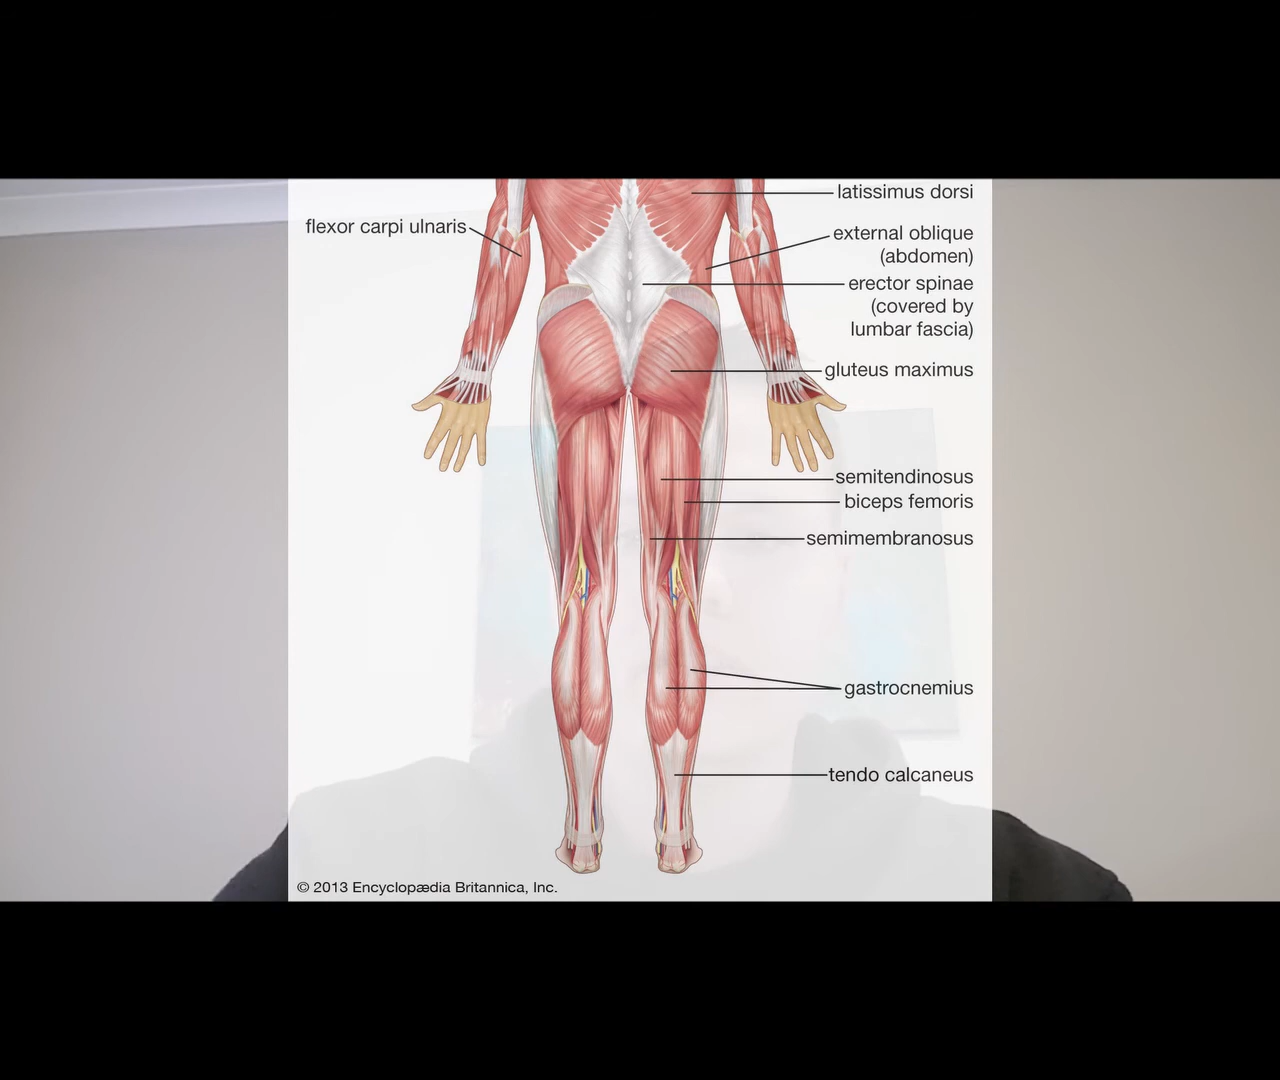 latissimus dorsi
flexor carpi ulnaris
external oblique
(abdomen)
erector spinae
(covered by
lumbar fascia)
gluteus maximus
semitendinosus
biceps femoris
semimembranosus
gastrocnemius
tendo calcaneus
© 2013 Encyclopædia Britannica, Inc.